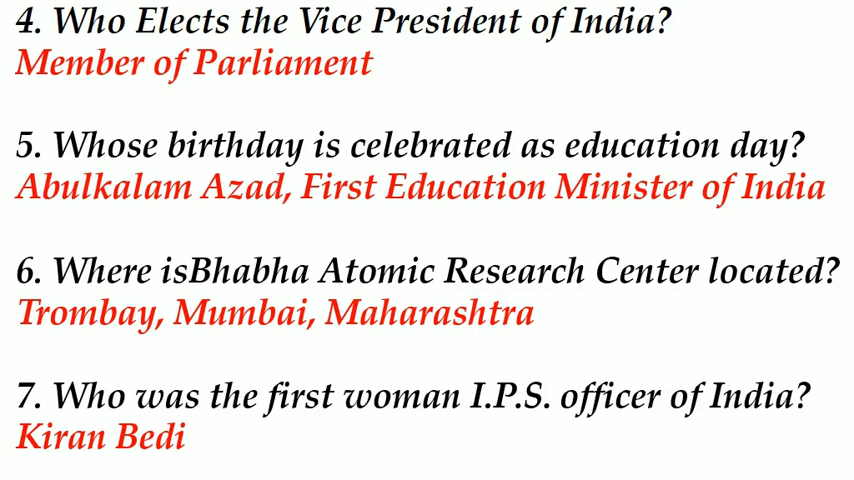 4. Who Elects the Vice President of India?
Member of Parliament
5. Whose birthday is celebrated as education day?
Abulkalam Azad, First Education Minister of India
6. Where isBhabha Atomic Research Center located?
Trombay, Mumbai, Maharashtra
7. Who was the first woman I.P.S. officer of India?
Kiran Bedi